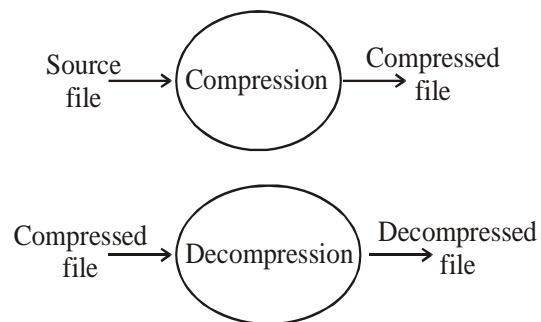 Source
file
Compression
Compressed
file
Compressed
file
Decompression
Decompressed
file